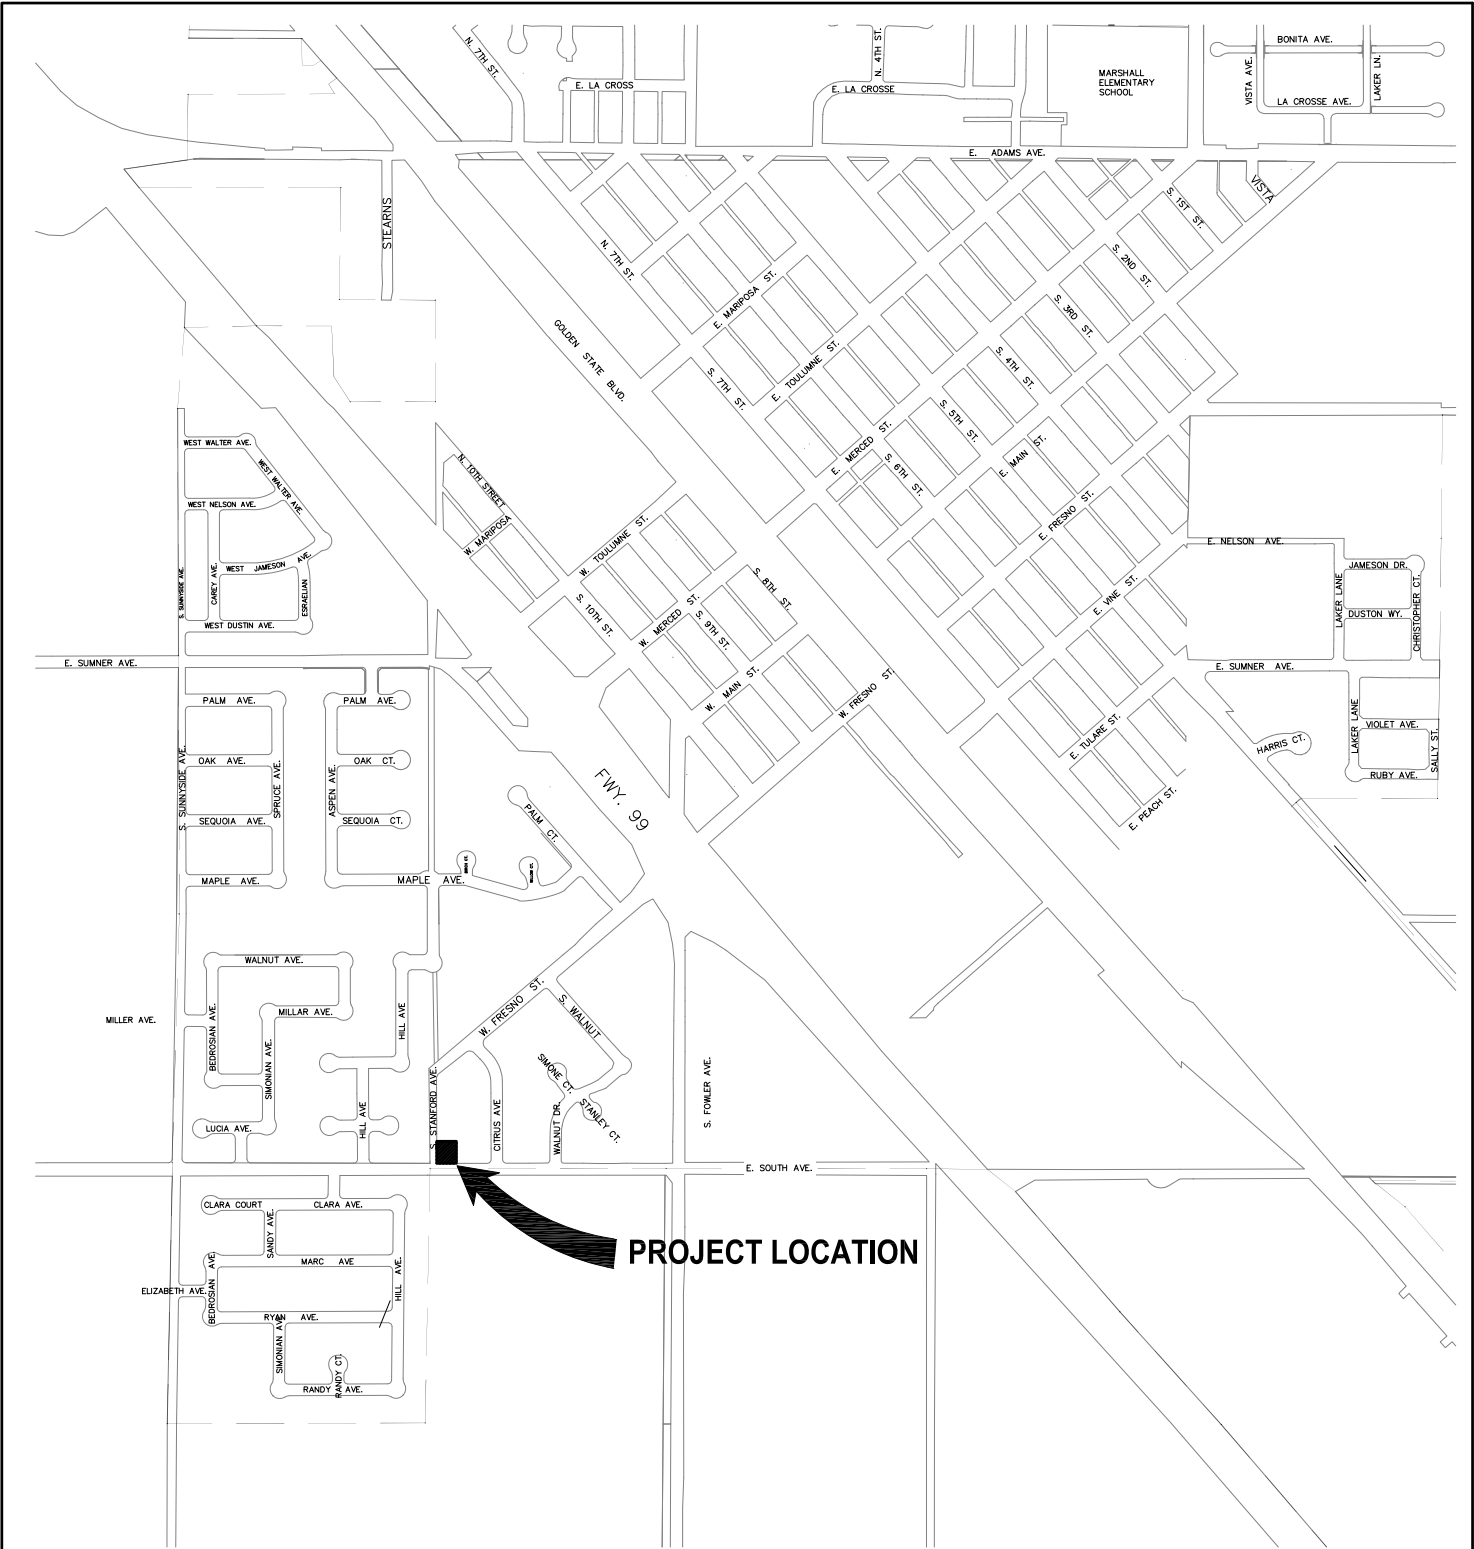 BONITA AVE.
N. 7TH ST.
N. 4TH ST.
VISTA AVE.
LAKER LN.
MARSHALL
ELEMENTARY
SCHOOL
E. LA CROSS
E. LA CROSSE
LA CROSSE AVE.
E. ADAMS AVE.
STEARNS
VISTA
S. 1ST ST.
N. 7TH ST.
S. 2ND ST.
E. MARIPOSA ST.
S. 3RD ST.
GOLDEN STATE BLVD.
E. TOULUMNE ST.
S. 4TH ST.
S. 7TH ST.
S. 5TH ST.
E. MERCED ST.
WEST WALTER AVE.
WEST WALTER AVE.
N. 10TH STREET
S. 6TH ST.
E. MAIN ST.
WEST NELSON AVE.
E. FRESNO ST.
W. MARIPOSA
W. TOULUMNE ST.
E. NELSON AVE.
WEST JAMESON AVE.
JAMESON DR.
S. SUNNYSIDE AVE.
CAREY AVE.
ESRAELIAN
S. 8TH ST.
E. VINE ST.
LAKER LANE
CHRISTOPHER CT.
S. 10TH ST.
W. MERCED ST.
S. 9TH ST.
DUSTON WY.
WEST DUSTIN AVE.
E. SUMNER AVE.
E. SUMNER AVE.
PALM AVE.
PALM AVE.
W. MAIN ST.
W. FRESNO ST.
LAKER LANE
VIOLET AVE.
SALLY ST.
E. TULARE ST.
HARRIS CT.
S. SUNNYSIDE AVE.
OAK AVE.
SPRUCE AVE.
ASPEN AVE.
OAK CT.
RUBY AVE.
FWY. 99
E. PEACH ST.
SEQUOIA AVE.
SEQUOIA CT.
PALM CT.
MAPLE AVE.
MAPLE AVE.
WALNUT AVE.
W. FRESNO ST.
S. WALNUT
MILLER AVE.
BEDROSIAN AVE.
MILLAR AVE.
HILL AVE
SIMONIAN AVE.
SIMONE CT.
S. STANFORD AVE.
S. FOWLER AVE.
LUCIA AVE.
HILL AVE
CITRUS AVE
WALNUT DR.
STANLEY CT.
E. SOUTH AVE.
CLARA COURT
CLARA AVE.
SANDY AVE.
PROJECT LOCATION
MARC AVE
BEDROSIAN AVE.
HILL AVE.
ELIZABETH AVE.
RYAN AVE.
SIMONIAN AVE
RANDY CT.
RANDY AVE.